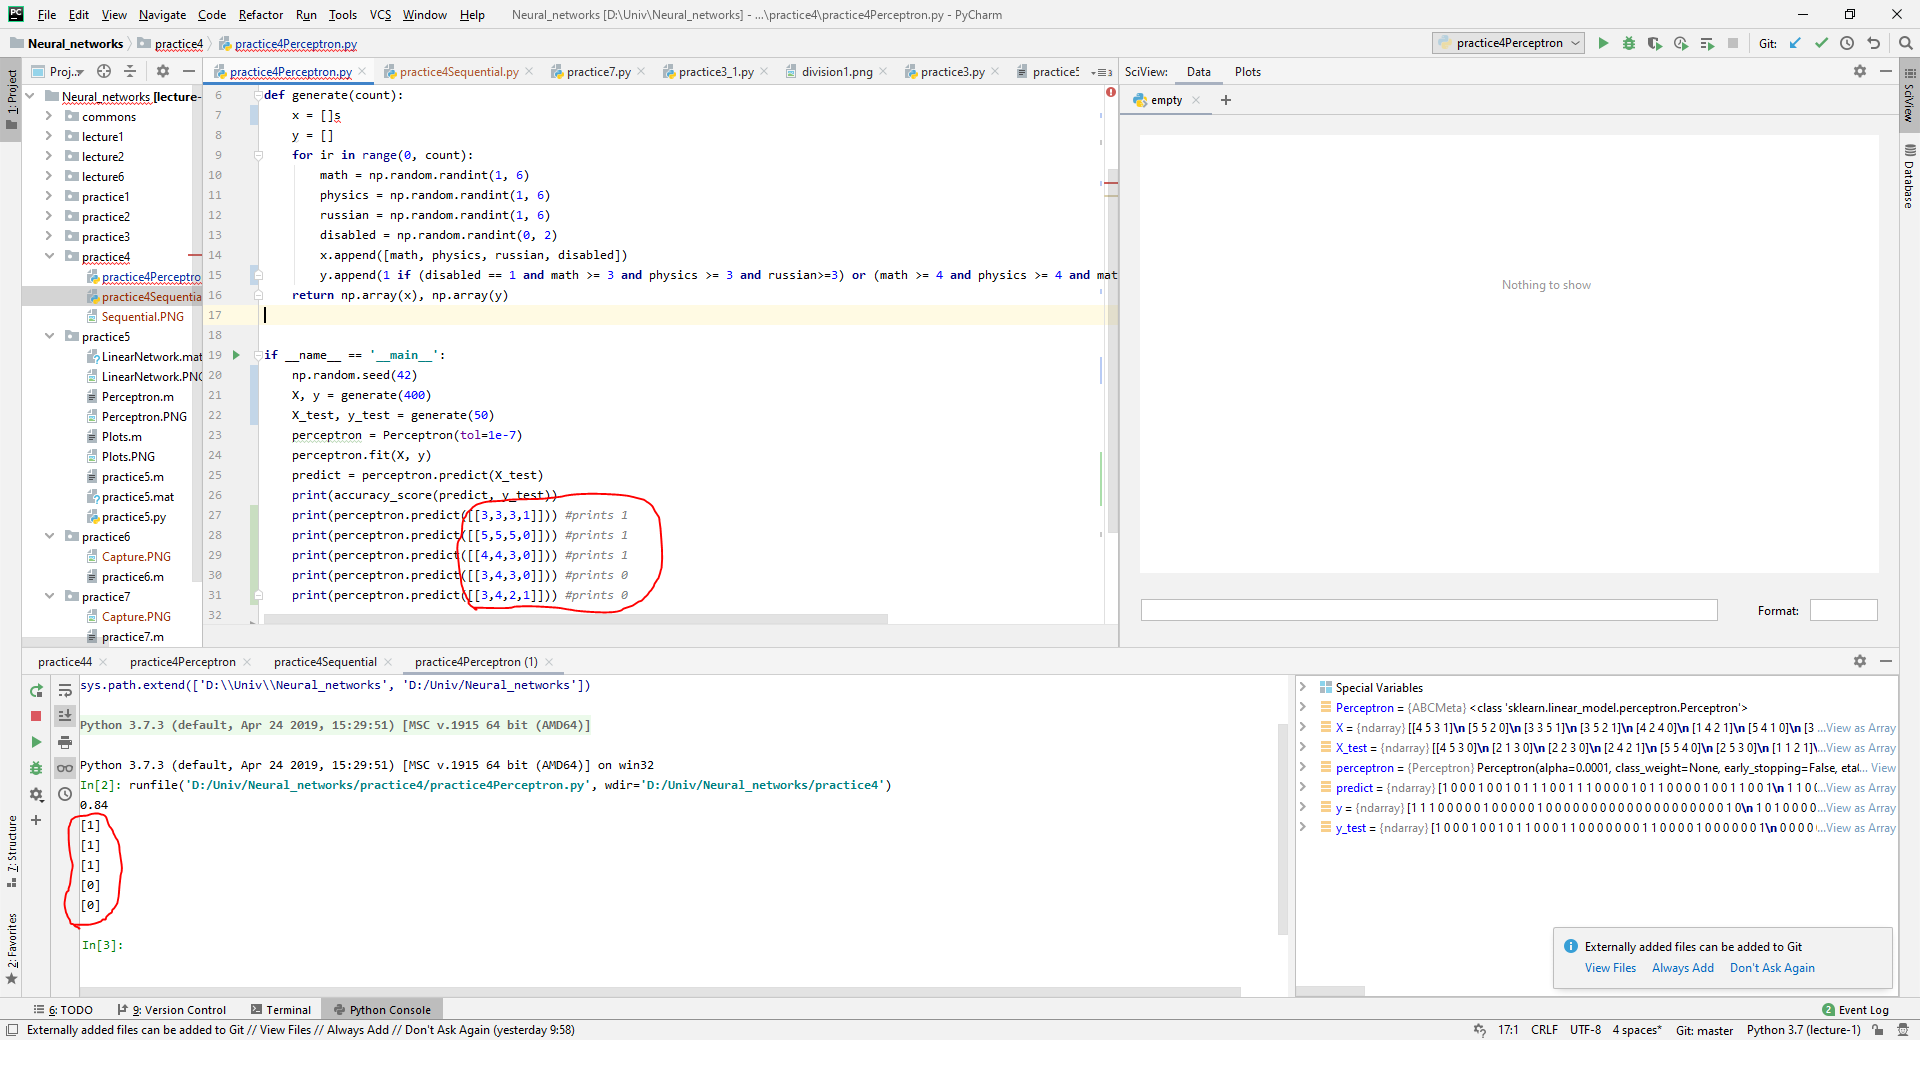 File Edit View Navigate Code Refactor Run Tools VCS Window Help Neural_networks [D:\Univ\Neural_networks] - ...\practice4\practice4Perceptron.py - PyCharm
Neural_networks practice4 practice4Perceptron.py practice4Perceptron Git:
Proj.. practice4Perceptron.py practice4Sequential.py practice7.py practice3_1.py division1.png practice3.py practice5 SciView: Data Plots
1: Project
Neural_networks [lecture-
commons
lecture1
lecture2
lecture6
practice1
practice2
practice3
practice4
practice4Perceptro
practice4Sequentia
Sequential.PNG
practice5
LinearNetwork.mat
LinearNetwork.PNG
Perceptron.m
Perceptron.PNG
Plots.m
Plots.PNG
practice5.m
practice5.mat
practice5.py
practice6
Capture.PNG
practice6.m
practice7
Capture.PNG
practice7.m
6 def generate(count):
7 x = []s
8 y = []
9 for ir in range(0, count):
10 math = np.random.randint(1, 6)
11 physics = np.random.randint(1, 6)
12 russian = np.random.randint(1, 6)
13 disabled = np.random.randint(0, 2)
14 x.append([math, physics, russian, disabled])
15 y.append(1 if (disabled == 1 and math >= 3 and physics >= 3 and russian>=3) or (math >= 4 and physics >= 4 and mat
16 return np.array(x), np.array(y)
17
18
19 if __name__ == '__main__':
20 np.random.seed(42)
21 X, y = generate(400)
22 X_test, y_test = generate(50)
23 perceptron = Perceptron(tol=1e-7)
24 perceptron.fit(X, y)
25 predict = perceptron.predict(X_test)
26 print(accuracy_score(predict, y_test))
27 print(perceptron.predict([[3,3,3,1]])) #prints 1
28 print(perceptron.predict([[5,5,5,0]])) #prints 1
29 print(perceptron.predict([[4,4,3,0]])) #prints 1
30 print(perceptron.predict([[3,4,3,0]])) #prints 0
31 print(perceptron.predict([[3,4,2,1]])) #prints 0
32
empty
Nothing to show
Format:
SciView
Database
practice44 practice4Perceptron practice4Sequential practice4Perceptron (1)
sys.path.extend(['D:\\Univ\\Neural_networks', 'D:/Univ/Neural_networks'])
Python 3.7.3 (default, Apr 24 2019, 15:29:51) [MSC v.1915 64 bit (AMD64)]
Python 3.7.3 (default, Apr 24 2019, 15:29:51) [MSC v.1915 64 bit (AMD64)] on win32
In[2]: runfile('D:/Univ/Neural_networks/practice4/practice4Perceptron.py', wdir='D:/Univ/Neural_networks/practice4')
0.84
[1]
[1]
[1]
[0]
[0]
In[3]:
Special Variables
Perceptron = {ABCMeta} <class 'sklearn.linear_model.perceptron.Perceptron'>
X = {ndarray} [[4 5 3 1]\n [5 5 2 0]\n [3 3 5 1]\n [3 5 2 1]\n [4 2 4 0]\n [1 4 2 1]\n [5 4 1 0]\n [3 ...View as Array
X_test = {ndarray} [[4 5 3 0]\n [2 1 3 0]\n [2 2 3 0]\n [2 4 2 1]\n [5 5 4 0]\n [2 5 3 0]\n [1 1 2 1]\...View as Array
perceptron = {Perceptron} Perceptron(alpha=0.0001, class_weight=None, early_stopping=False, eta(... View
predict = {ndarray} [1 0 0 0 1 0 0 1 0 1 1 1 0 0 1 1 1 0 0 0 0 1 0 1 1 0 0 0 0 1 0 0 1 1 0 0 1\n 1 1 0 0 ...View as Array
y = {ndarray} [1 1 1 0 0 0 0 0 1 0 0 0 0 0 1 0 0 0 0 0 0 0 0 0 0 0 0 0 0 0 0 0 0 0 0 1 0\n 1 0 1 0 0 0 0 ...View as Array
y_test = {ndarray} [1 0 0 0 1 0 0 1 0 1 1 0 0 0 1 1 0 0 0 0 0 0 0 1 1 0 0 0 0 1 0 0 0 0 0 0 1\n 0 0 0 0 ...View as Array
7: Structure
2: Favorites
Externally added files can be added to Git
View Files Always Add Don't Ask Again
6: TODO 9: Version Control Terminal Python Console 2 Event Log
Externally added files can be added to Git // View Files // Always Add // Don't Ask Again (yesterday 9:58) 17:1 CRLF UTF-8 4 spaces* Git: master Python 3.7 (lecture-1)